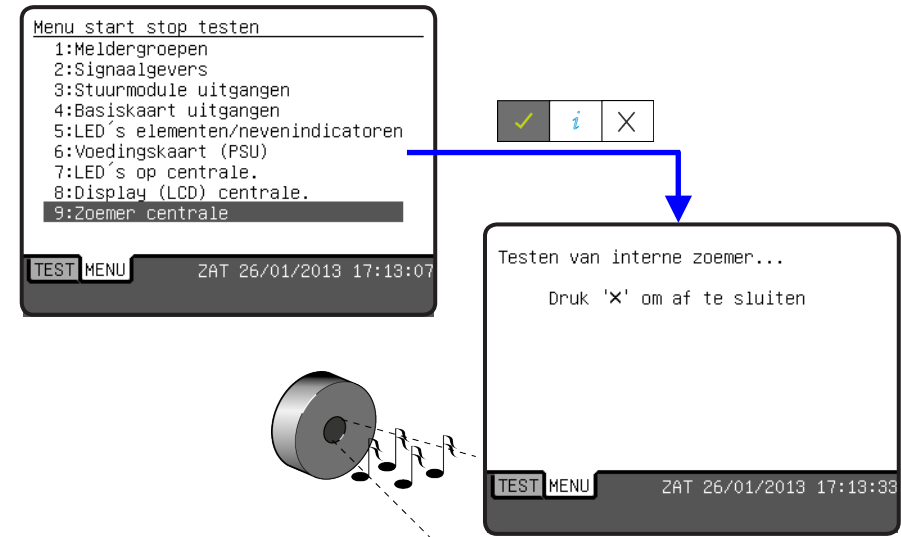 Menu start stop testen
1:Meldergroepen
2:Signaalgevers
3:Stuurmodule uitgangen
4:Basiskaart uitgangen
5:LED´s elementen/nevenindicatoren
6:Voedingskaart (PSU)
7:LED´s op centrale.
8:Display (LCD) centrale.
9:Zoemer centrale
TEST MENU ZAT 26/01/2013 17:13:07
i
Testen van interne zoemer...
Druk '×' om af te sluiten
TEST MENU ZAT 26/01/2013 17:13:33